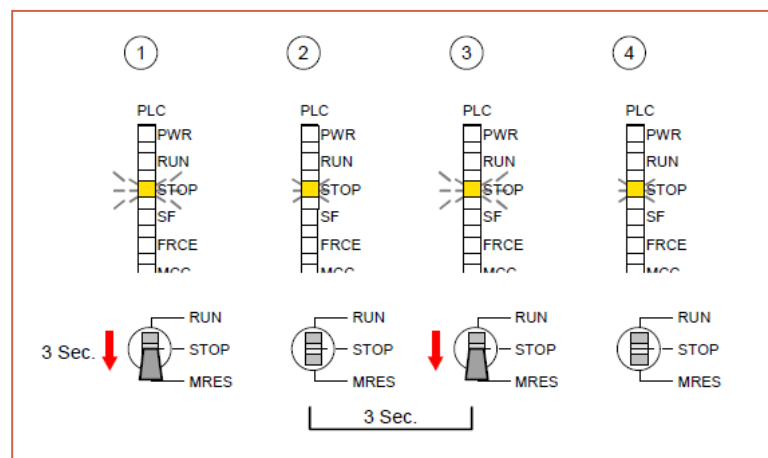 1 2 3 4
PLC PLC PLC PLC
PWR PWR PWR PWR
RUN RUN RUN RUN
STOP STOP STOP STOP
SF SF SF SF
FRCE FRCE FRCE FRCE
RUN RUN RUN RUN
3 Sec. STOP STOP STOP STOP
MRES MRES MRES MRES
3 Sec.